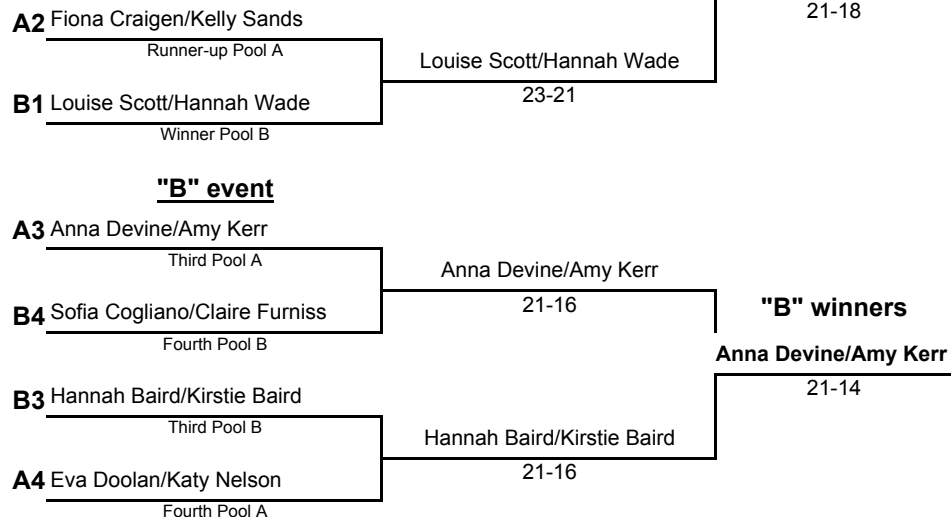 21-18
A2 Fiona Craigen/Kelly Sands
Runner-up Pool A
Louise Scott/Hannah Wade
23-21
B1 Louise Scott/Hannah Wade
Winner Pool B
"B" event
A3 Anna Devine/Amy Kerr
Third Pool A
Anna Devine/Amy Kerr
21-16
B4 Sofia Cogliano/Claire Furniss
Fourth Pool B
"B" winners
Anna Devine/Amy Kerr
21-14
B3 Hannah Baird/Kirstie Baird
Third Pool B
Hannah Baird/Kirstie Baird
21-16
A4 Eva Doolan/Katy Nelson
Fourth Pool A